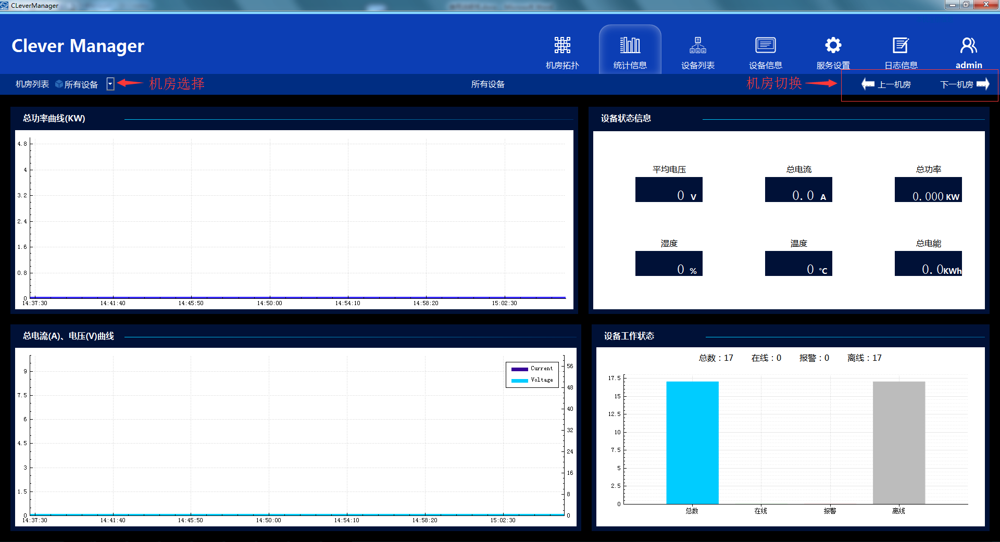 CLeverManager
Clever Manager
机房拓扑
统计信息
设备列表
设备信息
服务设置
日志信息
admin
机房列表
所有设备
机房选择
所有设备
机房切换
上一机房
下一机房
总功率曲线(KW)
4.8
4
3.2
2.4
1.6
0.8
0
14:37:30 14:41:40 14:45:50 14:50:00 14:54:10 14:58:20 15:02:30
设备状态信息
平均电压 总电流 总功率
0 V 0.0 A 0.000 KW
湿度 温度 总电能
0 % 0 °C 0.0KWh
总电流(A)、电压(V)曲线
Current
Voltage
9
7.5
6
4.5
3
1.5
0
56
48
40
32
24
16
8
0
14:37:30 14:41:40 14:45:50 14:50:00 14:54:10 14:58:20 15:02:30
设备工作状态
总数：17 在线：0 报警：0 离线：17
17.5
15
12.5
10
7.5
5
2.5
0
总数 在线 报警 离线